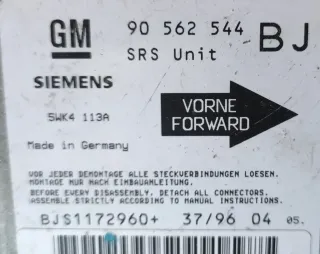 GM 90 562 544 BJ
SRS Unit
SIEMENS
5WK4 113A
VORNE
FORWARD
Made in Germany
VOR JEDER DEMONTAGE ALLE STECKVERBINDUNGEN LOESEN.
MONTAGE NUR NACH EINBAUANLEITUNG.
BEFORE EVERY DISASSEMBLY, DETACH ALL CONNECTORS.
ASSEMBLE STRICTLY ACCORDING TO MANUAL INSTRUCTIONS.
BJS1172960+ 37/96 04 05.